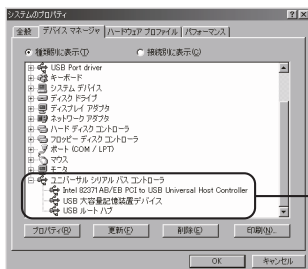 システムのプロパティ
全般 デバイス マネージャ ハードウェア プロファイル パフォーマンス
種類別に表示(T) 接続別に表示(C)
USB Port driver
キーボード
システム デバイス
ディスク ドライブ
ディスプレイ アダプタ
ネットワーク アダプタ
ハード ディスク コントローラ
フロッピー ディスク コントローラ
ポート (COM / LPT)
マウス
モニタ
ユニバーサル シリアル バス コントローラ
Intel 82371AB/EB PCI to USB Universal Host Controller
USB 大容量記憶装置デバイス
USB ルート ハブ
プロパティ(R) 更新(F) 削除(E) 印刷(N)...
OK キャンセル